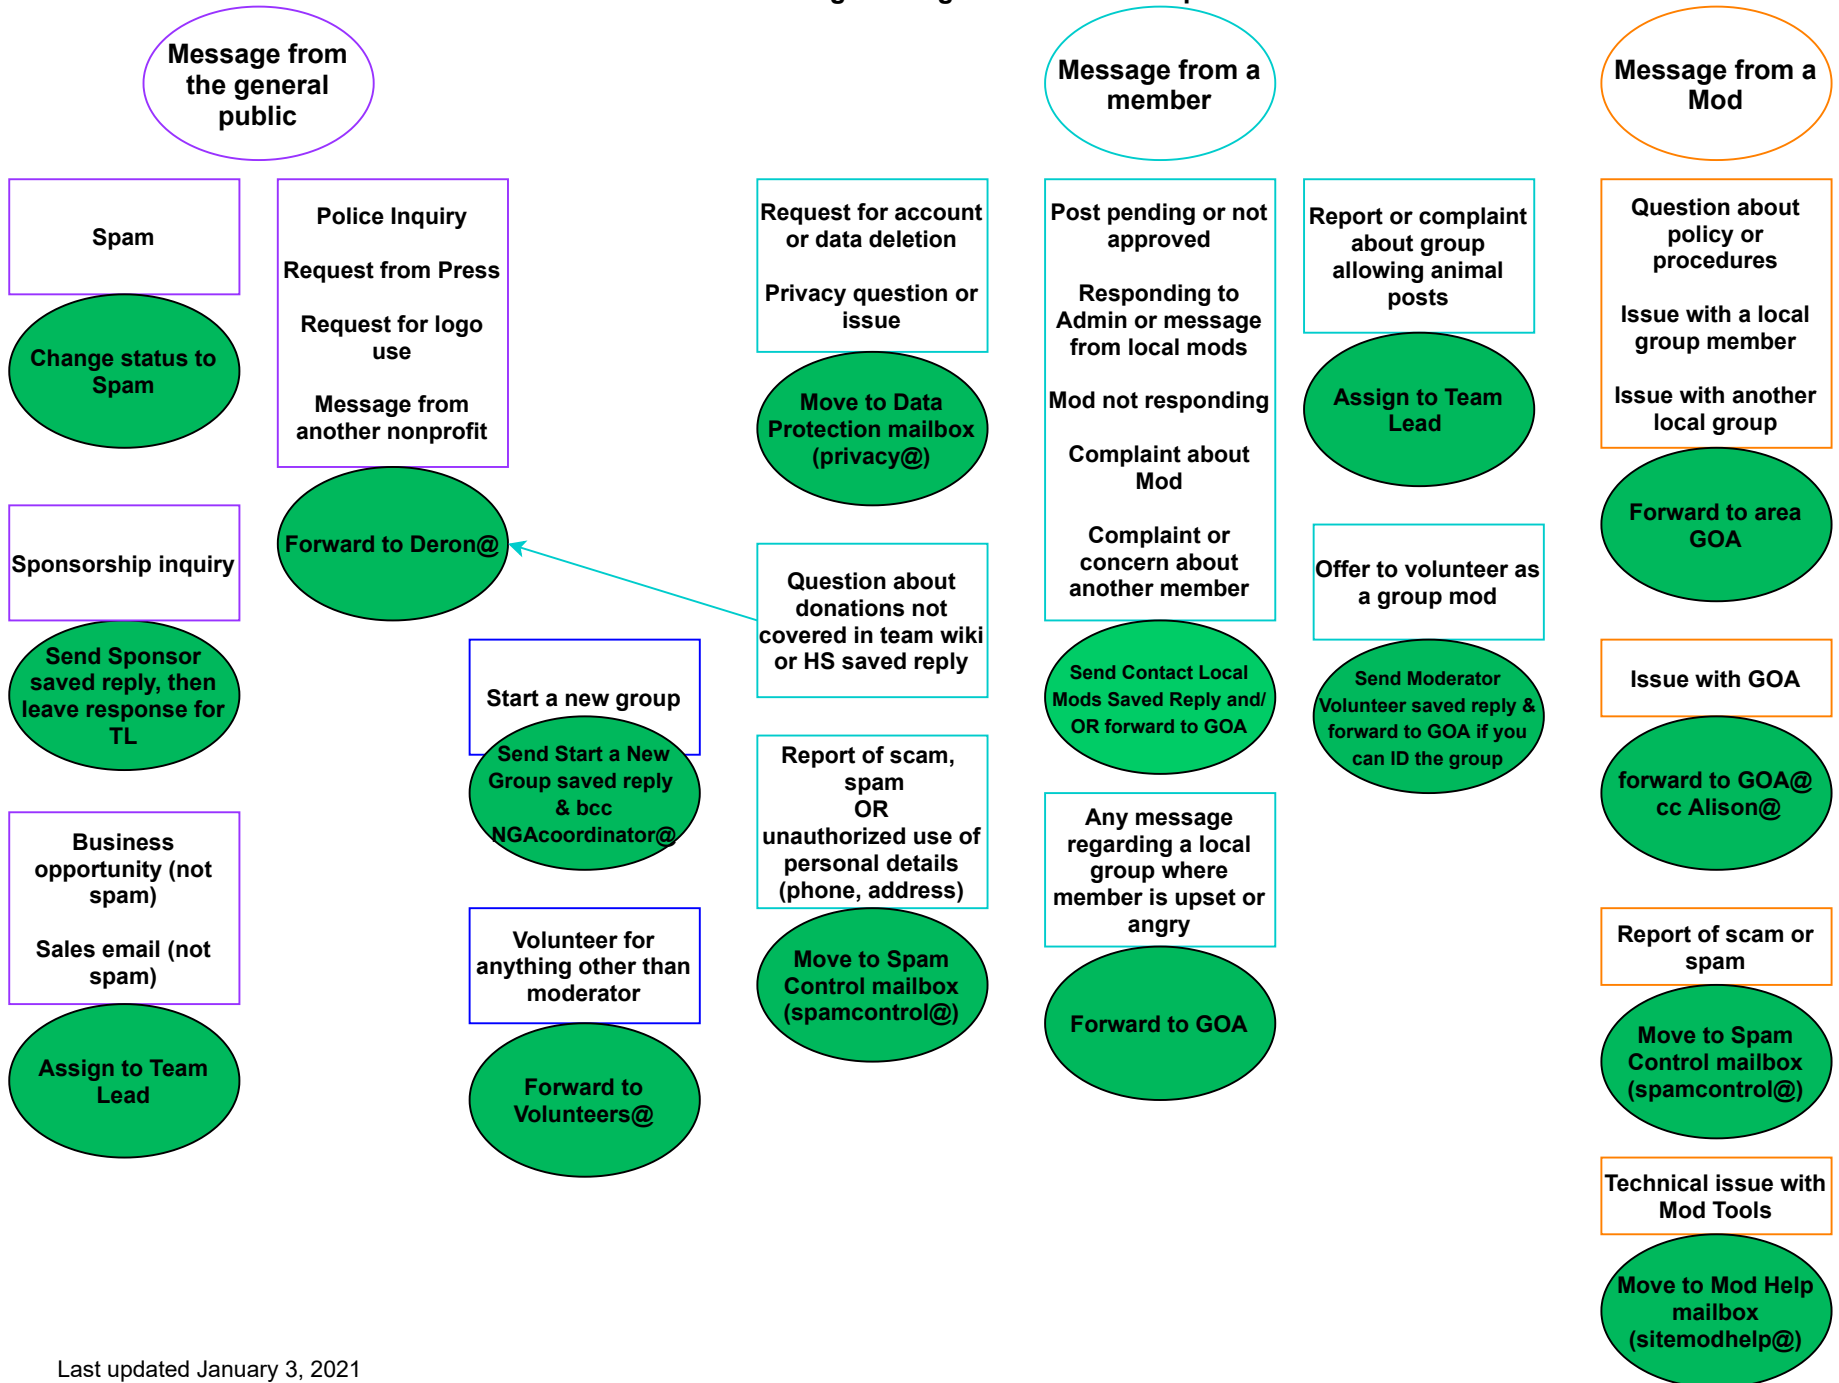 Message from
the general
public
Message from a
member
Message from a
Mod
Spam
Change status to
Spam
Sponsorship inquiry
Send Sponsor
saved reply, then
leave response for
TL
Business
opportunity (not
spam)
Sales email (not
spam)
Assign to Team
Lead
Police Inquiry
Request from Press
Request for logo
use
Message from
another nonprofit
Forward to Deron@
Start a new group
Send Start a New
Group saved reply
& bcc
NGAcoordinator@
Volunteer for
anything other than
moderator
Forward to
Volunteers@
Request for account
or data deletion
Privacy question or
issue
Move to Data
Protection mailbox
(privacy@)
Question about
donations not
covered in team wiki
or HS saved reply
Report of scam,
spam
OR
unauthorized use of
personal details
(phone, address)
Move to Spam
Control mailbox
(spamcontrol@)
Post pending or not
approved
Responding to
Admin or message
from local mods
Mod not responding
Complaint about
Mod
Complaint or
concern about
another member
Send Contact Local
Mods Saved Reply and/
OR forward to GOA
Any message
regarding a local
group where
member is upset or
angry
Forward to GOA
Report or complaint
about group
allowing animal
posts
Assign to Team
Lead
Offer to volunteer as
a group mod
Send Moderator
Volunteer saved reply &
forward to GOA if you
can ID the group
Question about
policy or
procedures
Issue with a local
group member
Issue with another
local group
Forward to area
GOA
Issue with GOA
forward to GOA@
cc Alison@
Report of scam or
spam
Move to Spam
Control mailbox
(spamcontrol@)
Technical issue with
Mod Tools
Move to Mod Help
mailbox
(sitemodhelp@)
Last updated January 3, 2021